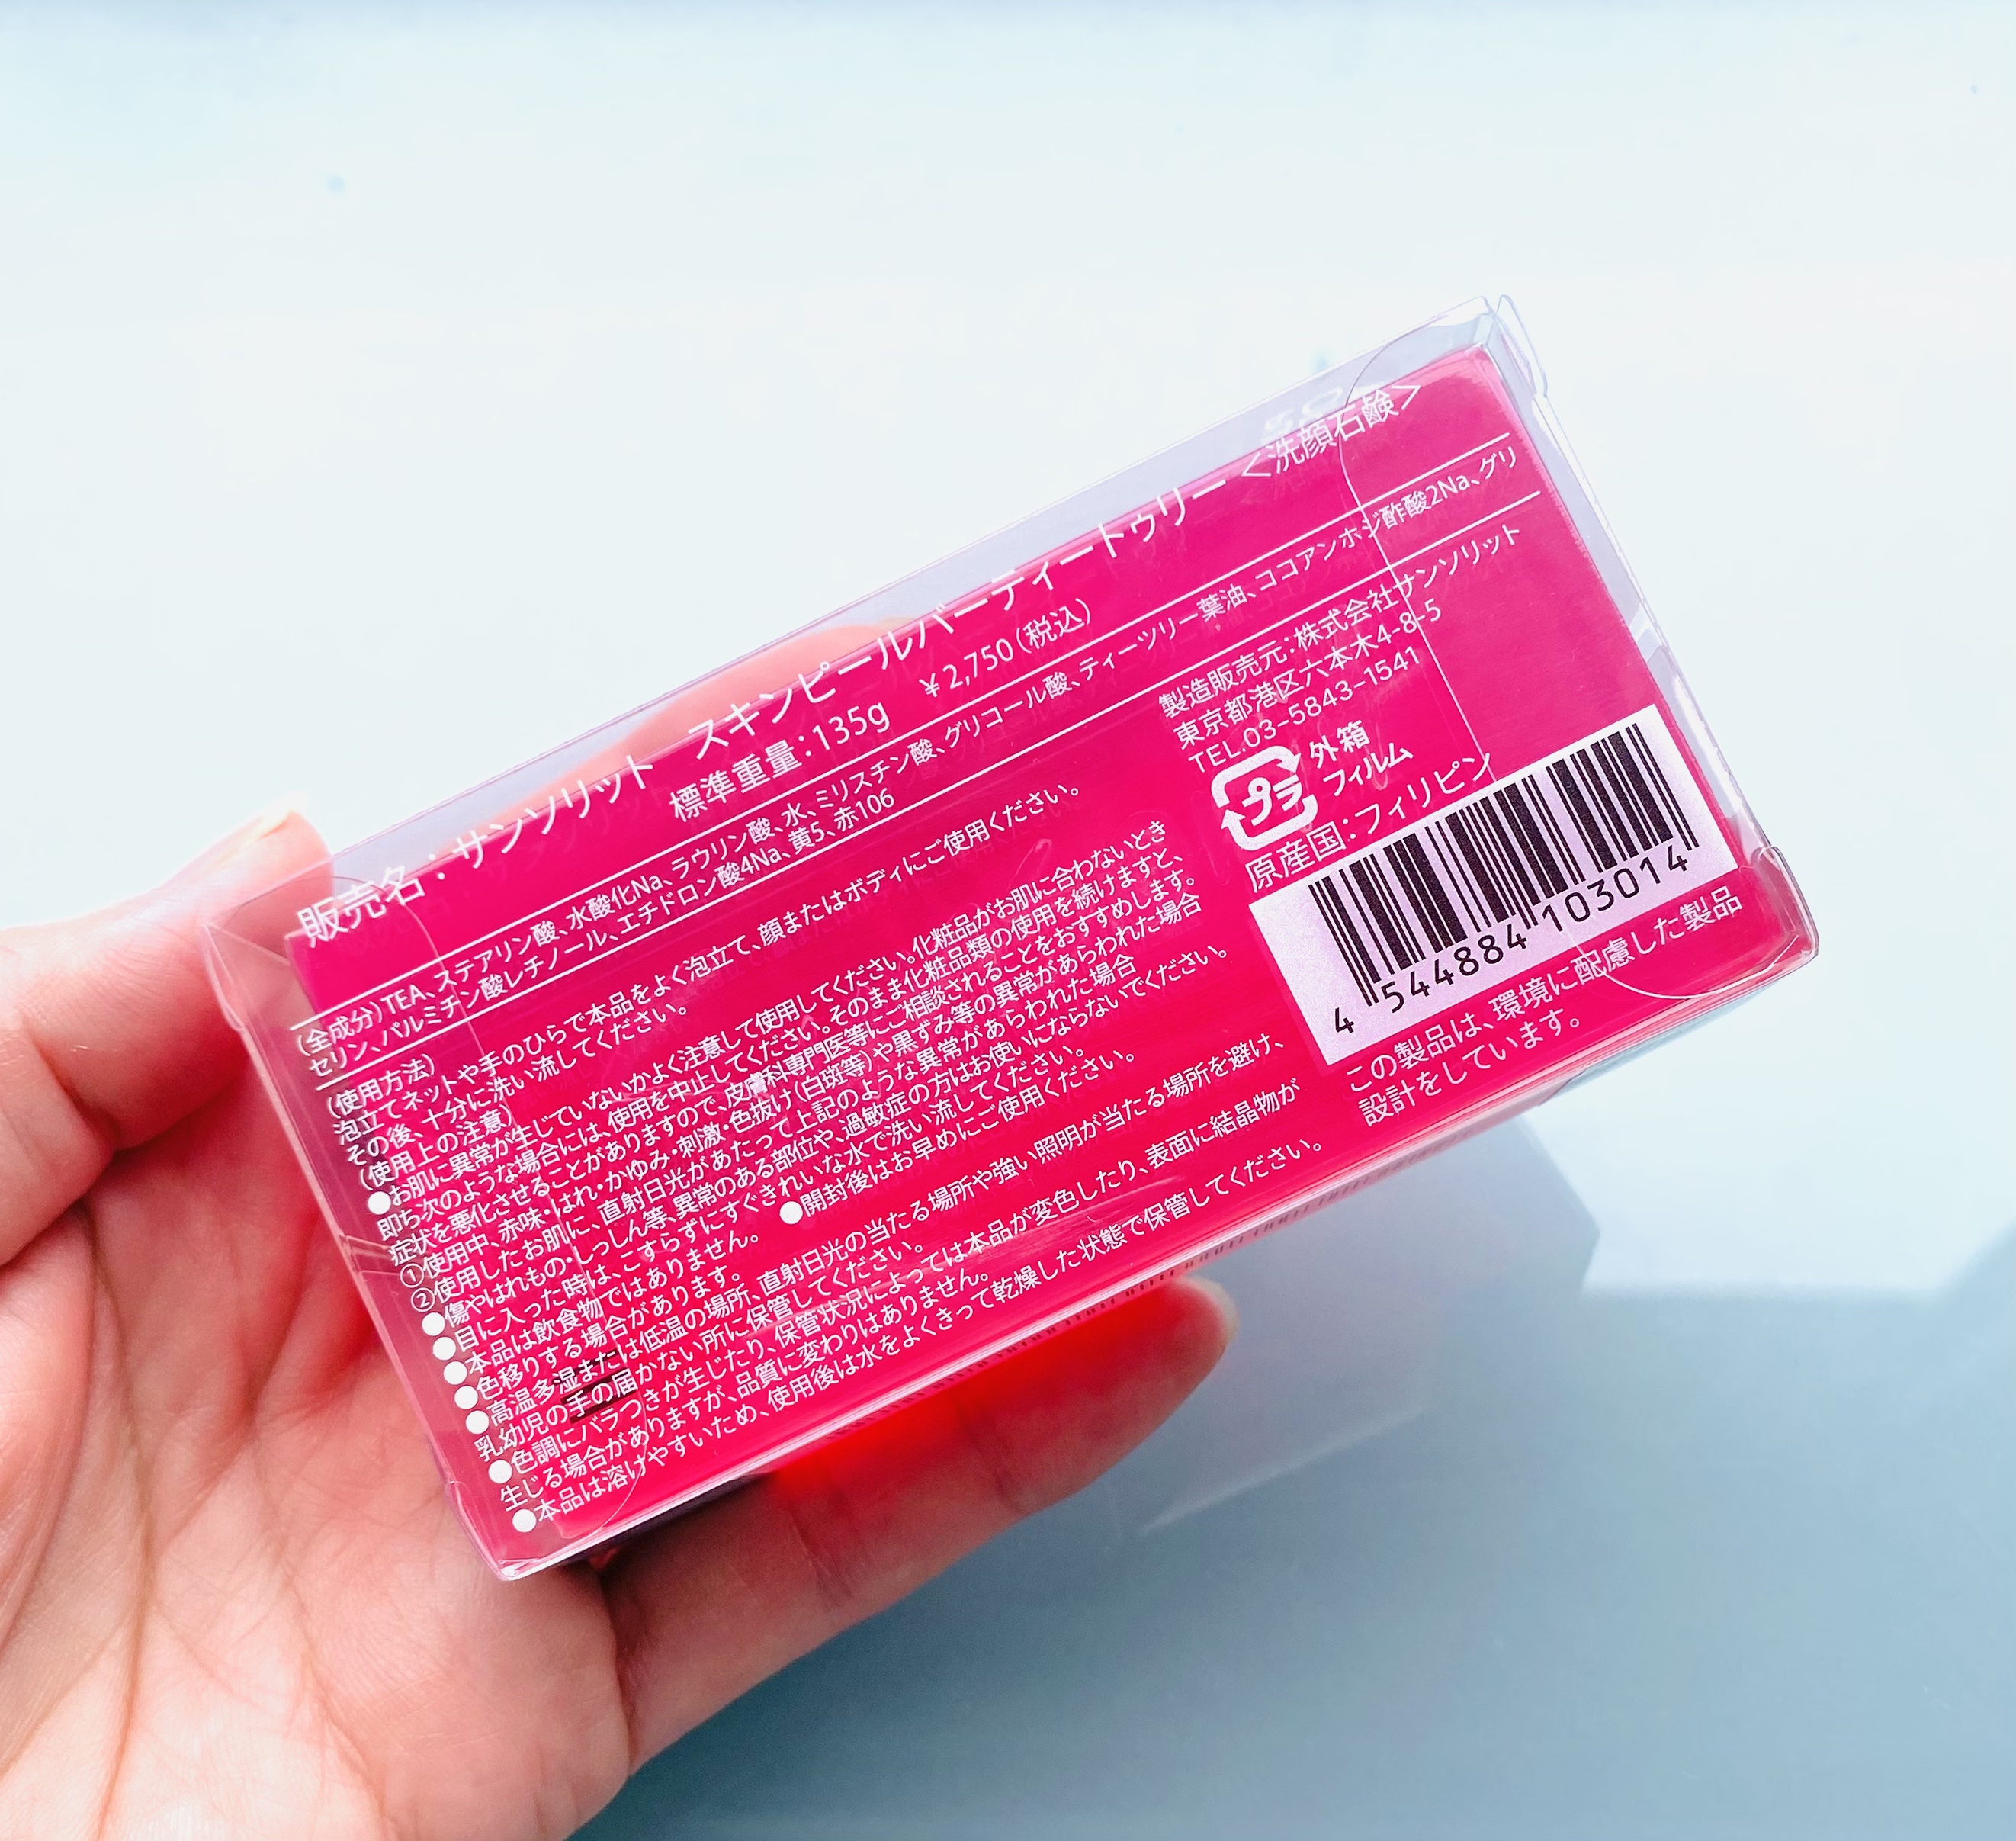 販売名：サンソリット　スキンピールバーティートゥリー　＜洗顔石鹸＞
標準重量：135g　￥2,750（税込）
（全成分）TEA、ステアリン酸、水酸化Na、ラウリン酸、水、ミリスチン酸、グリコール酸、ティーツリー葉油、ココアンホジ酢酸2Na、グリ
セリン、パルミチン酸レチノール、エチドロン酸4Na、黄5、赤106
（使用方法）
泡立てネットや手のひらで本品をよく泡立て、顔またはボディにご使用ください。
その後、十分に洗い流してください。
（使用上の注意）
●お肌に異常が生じていないかよく注意して使用してください。化粧品がお肌に合わないとき
即ち次のような場合には、使用を中止してください。そのまま化粧品類の使用を続けますと、
症状を悪化させることがありますので、皮膚科専門医等にご相談されることをおすすめします。
①使用中、赤味・はれ・かゆみ・刺激・色抜け（白斑等）や黒ずみ等の異常があらわれた場合
②使用したお肌に、直射日光があたって上記のような異常があらわれた場合
●傷やはれもの・しっしん等、異常のある部位や、過敏症の方はお使いにならないでください。
●目に入った時は、こすらずにすぐきれいな水で洗い流してください。
●本品は飲食物ではありません。　●開封後はお早めにご使用ください。
●色移りする場合があります。
●高温多湿または低温の場所、直射日光の当たる場所や強い照明が当たる場所を避け、
乳幼児の手の届かない所に保管してください。
●色調にバラつきが生じたり、保管状況によっては本品が変色したり、表面に結晶物が
生じる場合がありますが、品質に変わりはありません。
●本品は溶けやすいため、使用後は水をよくきって乾燥した状態で保管してください。
製造販売元：株式会社サンソリット
東京都港区六本木4-8-5
TEL.03-5843-1541
プラ
外箱
フィルム
原産国：フィリピン
4 544884 103014
この製品は、環境に配慮した製品
設計をしています。